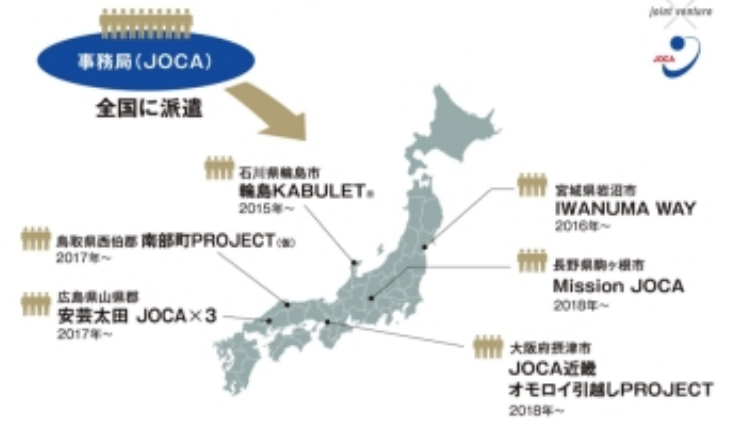 joint venture
JOCA
事務局(JOCA)
全国に派遣
石川県輪島市
輪島KABULET®
2015年~
宮城県岩沼市
IWANUMA WAY
2016年~
鳥取県西伯郡 南部町PROJECT(仮)
2017年~
長野県駒ヶ根市
Mission JOCA
2018年~
広島県山県郡
安芸太田 JOCA×3
2017年~
大阪府摂津市
JOCA近畿
オモロイ引越しPROJECT
2018年~